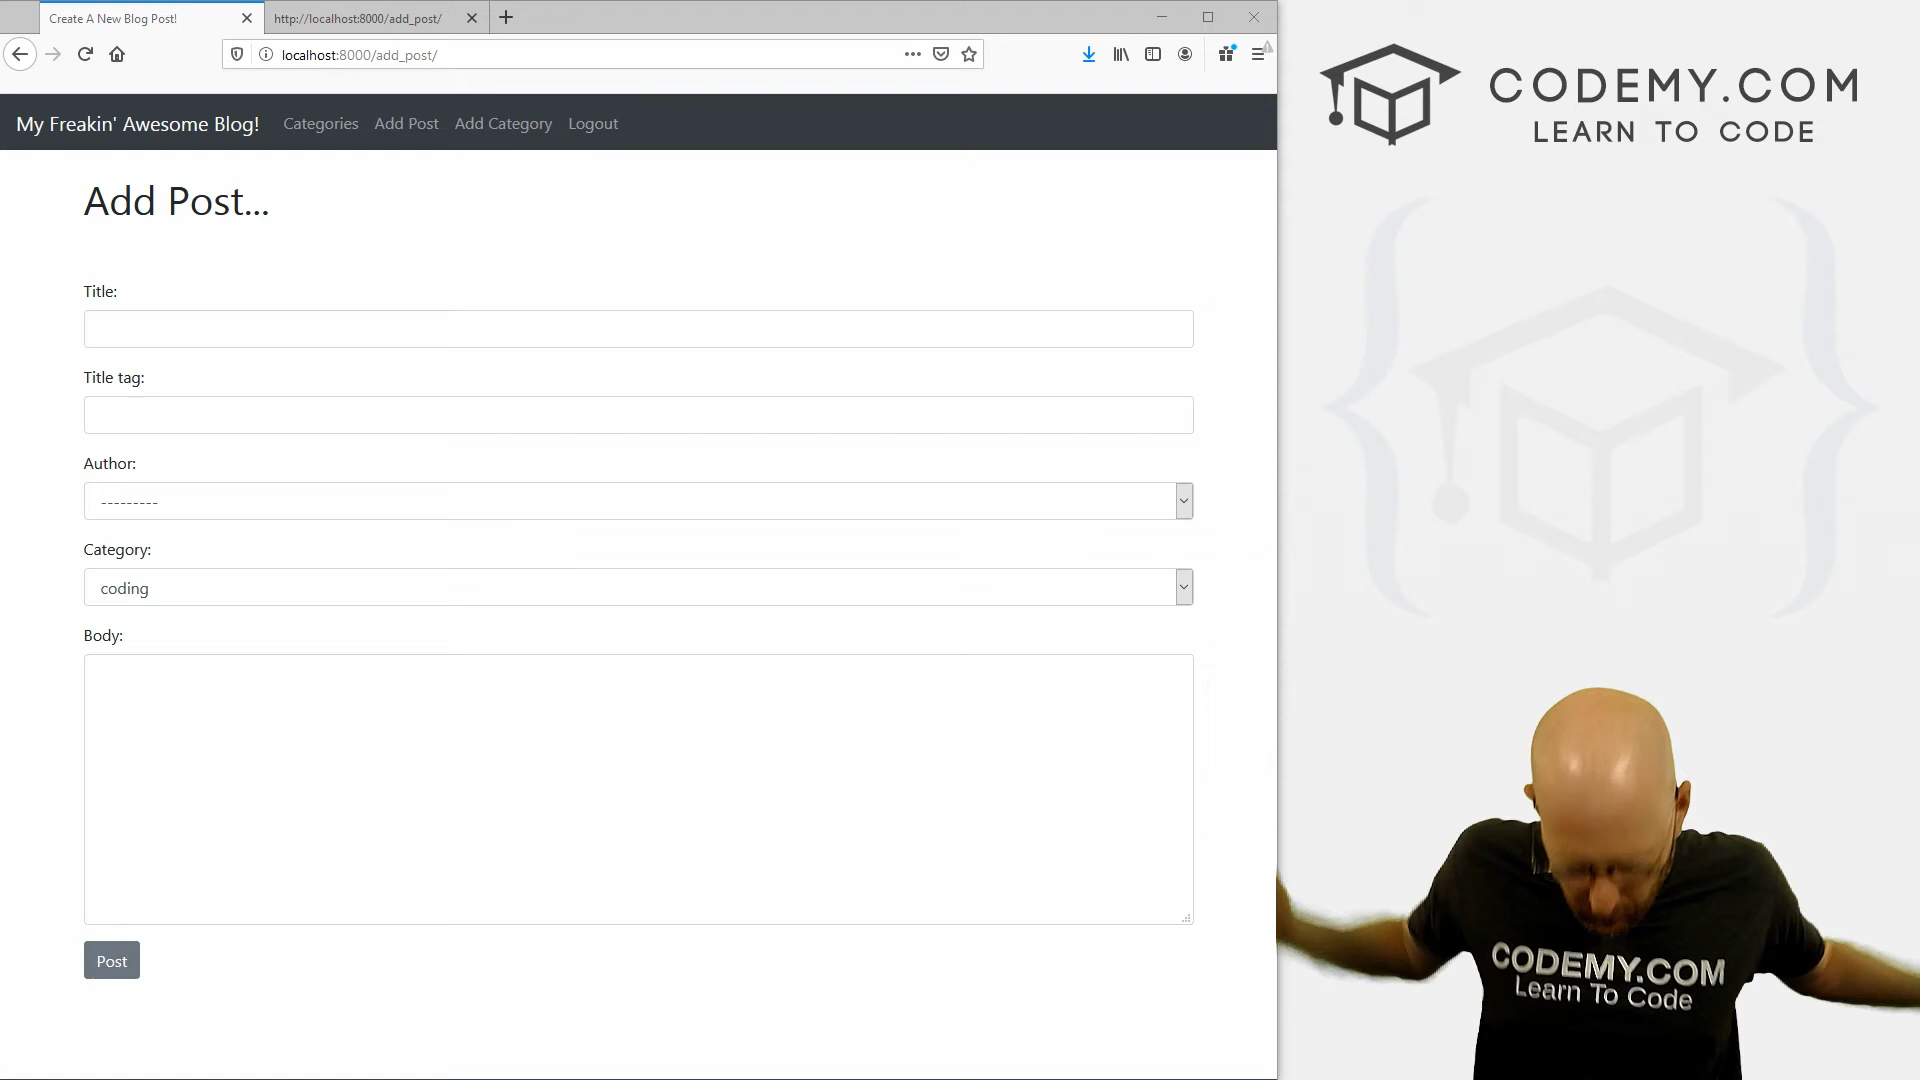 Create A New Blog Post!
http://localhost:8000/add_post/
localhost:8000/add_post/
My Freakin' Awesome Blog! Categories Add Post Add Category Logout
Add Post...
Title:
Title tag:
Author:
---------
Category:
coding
Body:
Post
CODEMY.COM
LEARN TO CODE
CODEMY.COM
Learn To Code